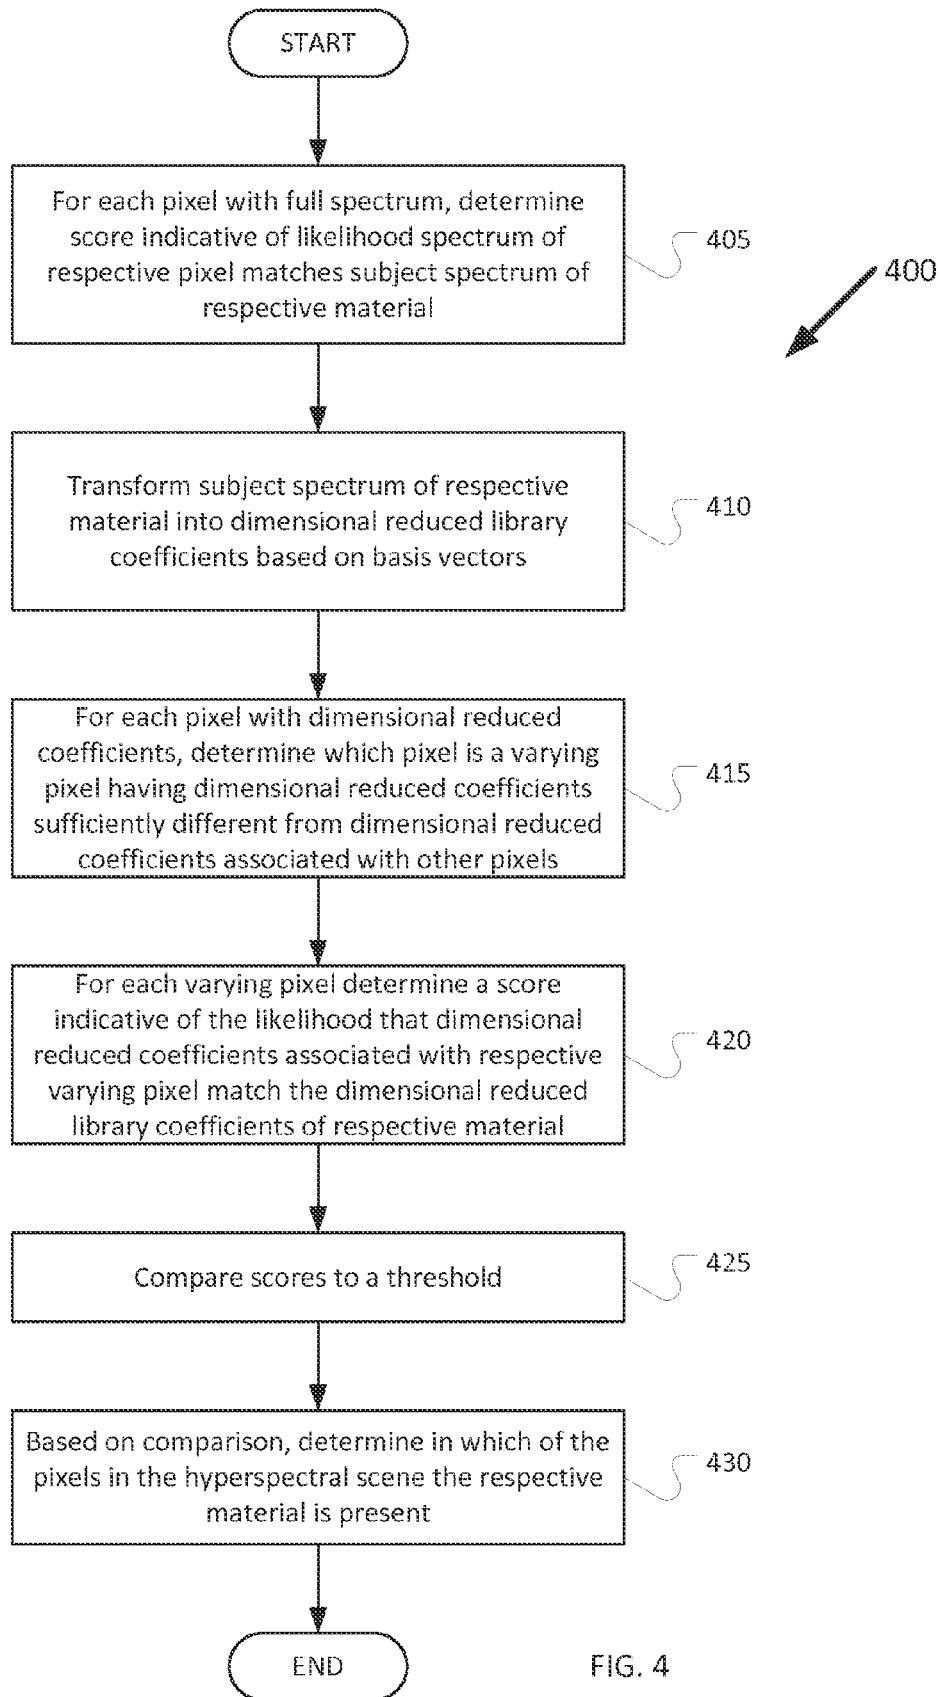 START
For each pixel with full spectrum, determine
score indicative of likelihood spectrum of
respective pixel matches subject spectrum of
respective material
405
400
Transform subject spectrum of respective
material into dimensional reduced library
coefficients based on basis vectors
410
For each pixel with dimensional reduced
coefficients, determine which pixel is a varying
pixel having dimensional reduced coefficients
sufficiently different from dimensional reduced
coefficients associated with other pixels
415
For each varying pixel determine a score
indicative of the likelihood that dimensional
reduced coefficients associated with respective
varying pixel match the dimensional reduced
library coefficients of respective material
420
Compare scores to a threshold
425
Based on comparison, determine in which of the
pixels in the hyperspectral scene the respective
material is present
430
END
FIG. 4